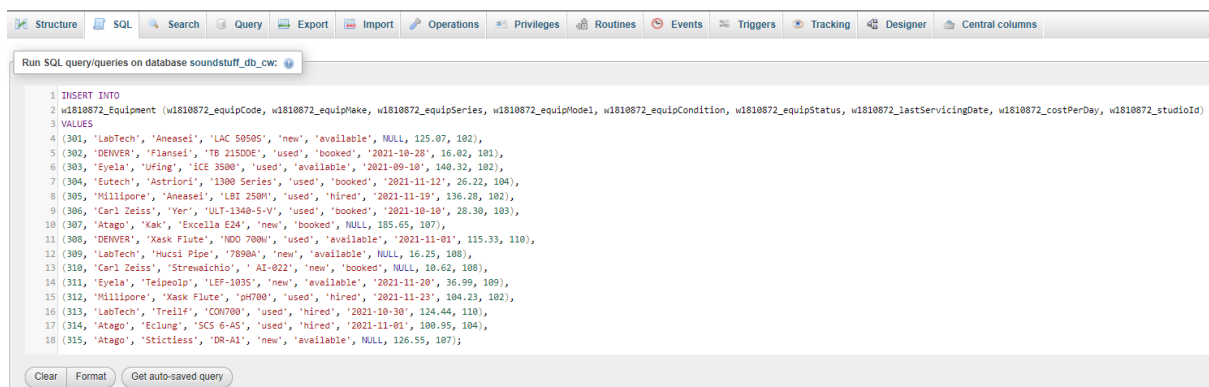 Structure SQL Search Query Export Import Operations Privileges Routines Events Triggers Tracking Designer Central columns
Run SQL query/queries on database soundstuff_db_cw:
1 INSERT INTO
2 w1810872_Equipment (w1810872_equipCode, w1810872_equipMake, w1810872_equipSeries, w1810872_equipModel, w1810872_equipCondition, w1810872_equipStatus, w1810872_lastServicingDate, w1810872_costPerDay, w1810872_studioId)
3 VALUES
4 (301, 'LabTech', 'Aneasei', 'LAC 5050S', 'new', 'available', NULL, 125.07, 102),
5 (302, 'DENVER', 'Flansei', 'TB 215DDE', 'used', 'booked', '2021-10-28', 16.02, 101),
6 (303, 'Eyela', 'Ufing', 'iCE 3500', 'used', 'available', '2021-09-10', 140.32, 102),
7 (304, 'Eutech', 'Astriori', '1300 Series', 'used', 'booked', '2021-11-12', 26.22, 104),
8 (305, 'Millipore', 'Aneasei', 'LBI 250M', 'used', 'hired', '2021-11-19', 136.28, 102),
9 (306, 'Carl Zeiss', 'Yer', 'ULT-1340-5-V', 'used', 'booked', '2021-10-10', 28.30, 103),
10 (307, 'Atago', 'Kak', 'Excella E24', 'new', 'booked', NULL, 185.65, 107),
11 (308, 'DENVER', 'Xask Flute', 'NDO 700W', 'used', 'available', '2021-11-01', 115.33, 110),
12 (309, 'LabTech', 'Hucsi Pipe', '7890A', 'new', 'available', NULL, 16.25, 108),
13 (310, 'Carl Zeiss', 'Strewaichio', ' AI-022', 'new', 'booked', NULL, 10.62, 108),
14 (311, 'Eyela', 'Teipeolp', 'LEF-103S', 'new', 'available', '2021-11-20', 36.99, 109),
15 (312, 'Millipore', 'Xask Flute', 'pH700', 'used', 'hired', '2021-11-23', 104.23, 102),
16 (313, 'LabTech', 'Treilf', 'CON700', 'used', 'hired', '2021-10-30', 124.44, 110),
17 (314, 'Atago', 'Eclung', 'SCS 6-AS', 'used', 'hired', '2021-11-01', 100.95, 104),
18 (315, 'Atago', 'Stictiess', 'DR-A1', 'new', 'available', NULL, 126.55, 107);
Clear Format Get auto-saved query